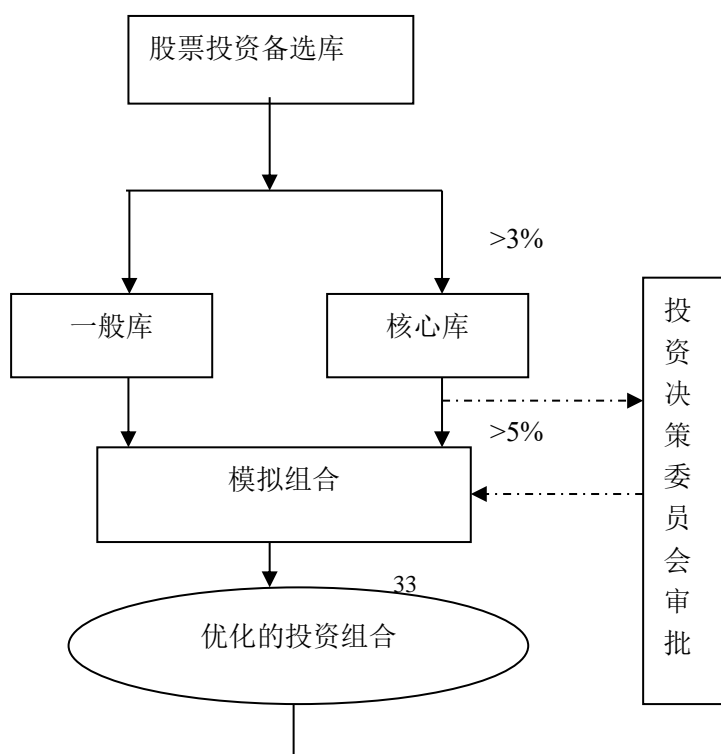 股票投资备选库
>3%
一般库
核心库
投
资
决
策
委
员
会
审
批
>5%
模拟组合
33
优化的投资组合